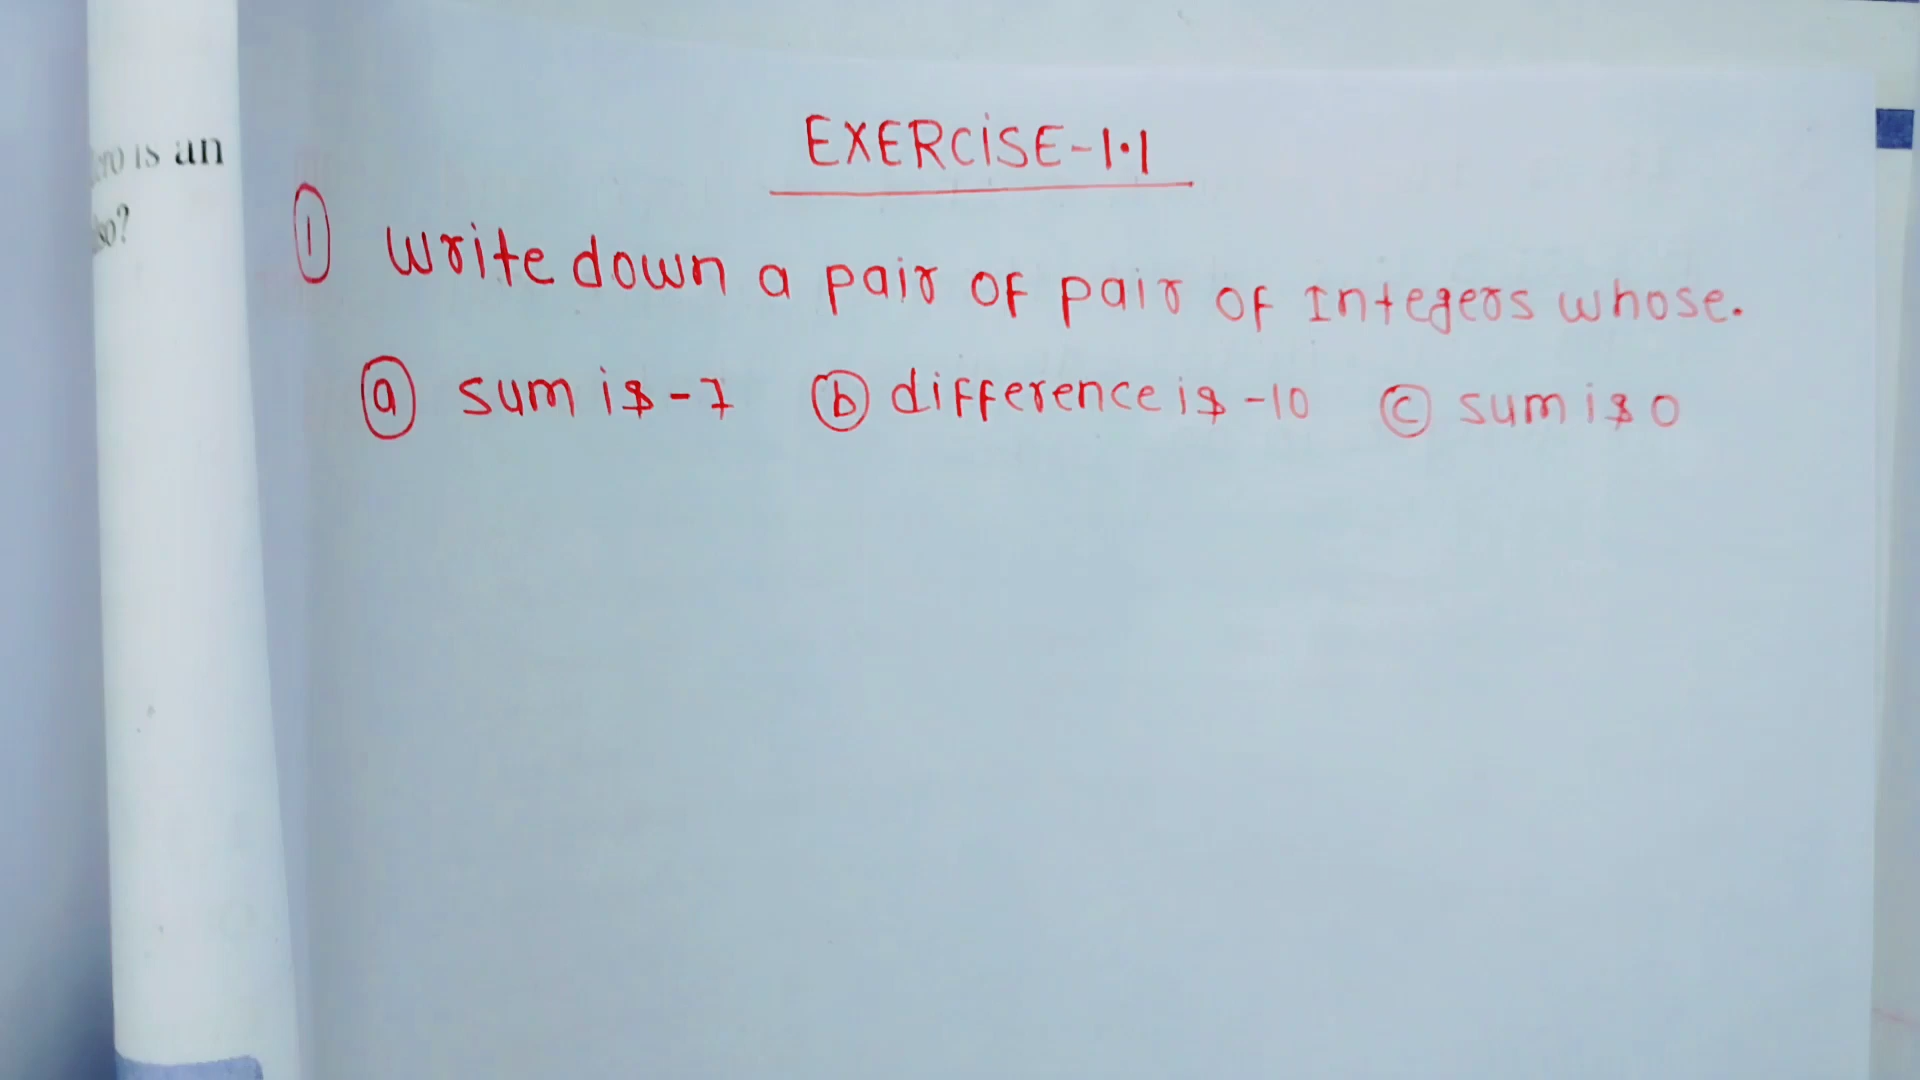 is an
EXERCISE-1.1
1 Write down a pair of pair of Integers whose.
a sum is -7 b difference is -10 c sum is 0